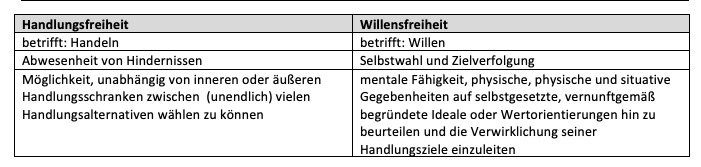 Handlungsfreiheit
Willensfreiheit
betrifft: Handeln
betrifft: Willen
Abwesenheit von Hindernissen
Selbstwahl und Zielverfolgung
Möglichkeit, unabhängig von inneren oder äußeren
Handlungsschranken zwischen (unendlich) vielen
Handlungsalternativen wählen zu können
mentale Fähigkeit, physische, physische und situative
Gegebenheiten auf selbstgesetzte, vernunftgemäß
begründete Ideale oder Wertorientierungen hin zu
beurteilen und die Verwirklichung seiner
Handlungsziele einzuleiten